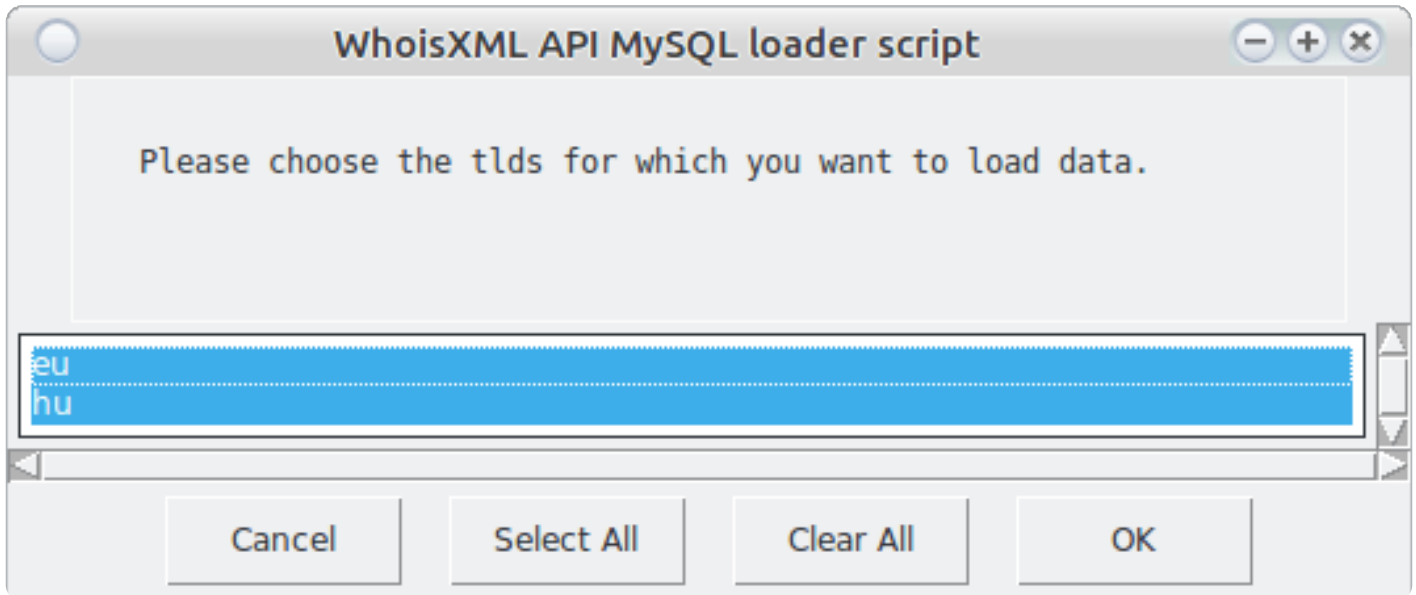 WhoisXML API MySQL loader script
Please choose the tlds for which you want to load data.
eu
hu
Cancel Select All Clear All OK